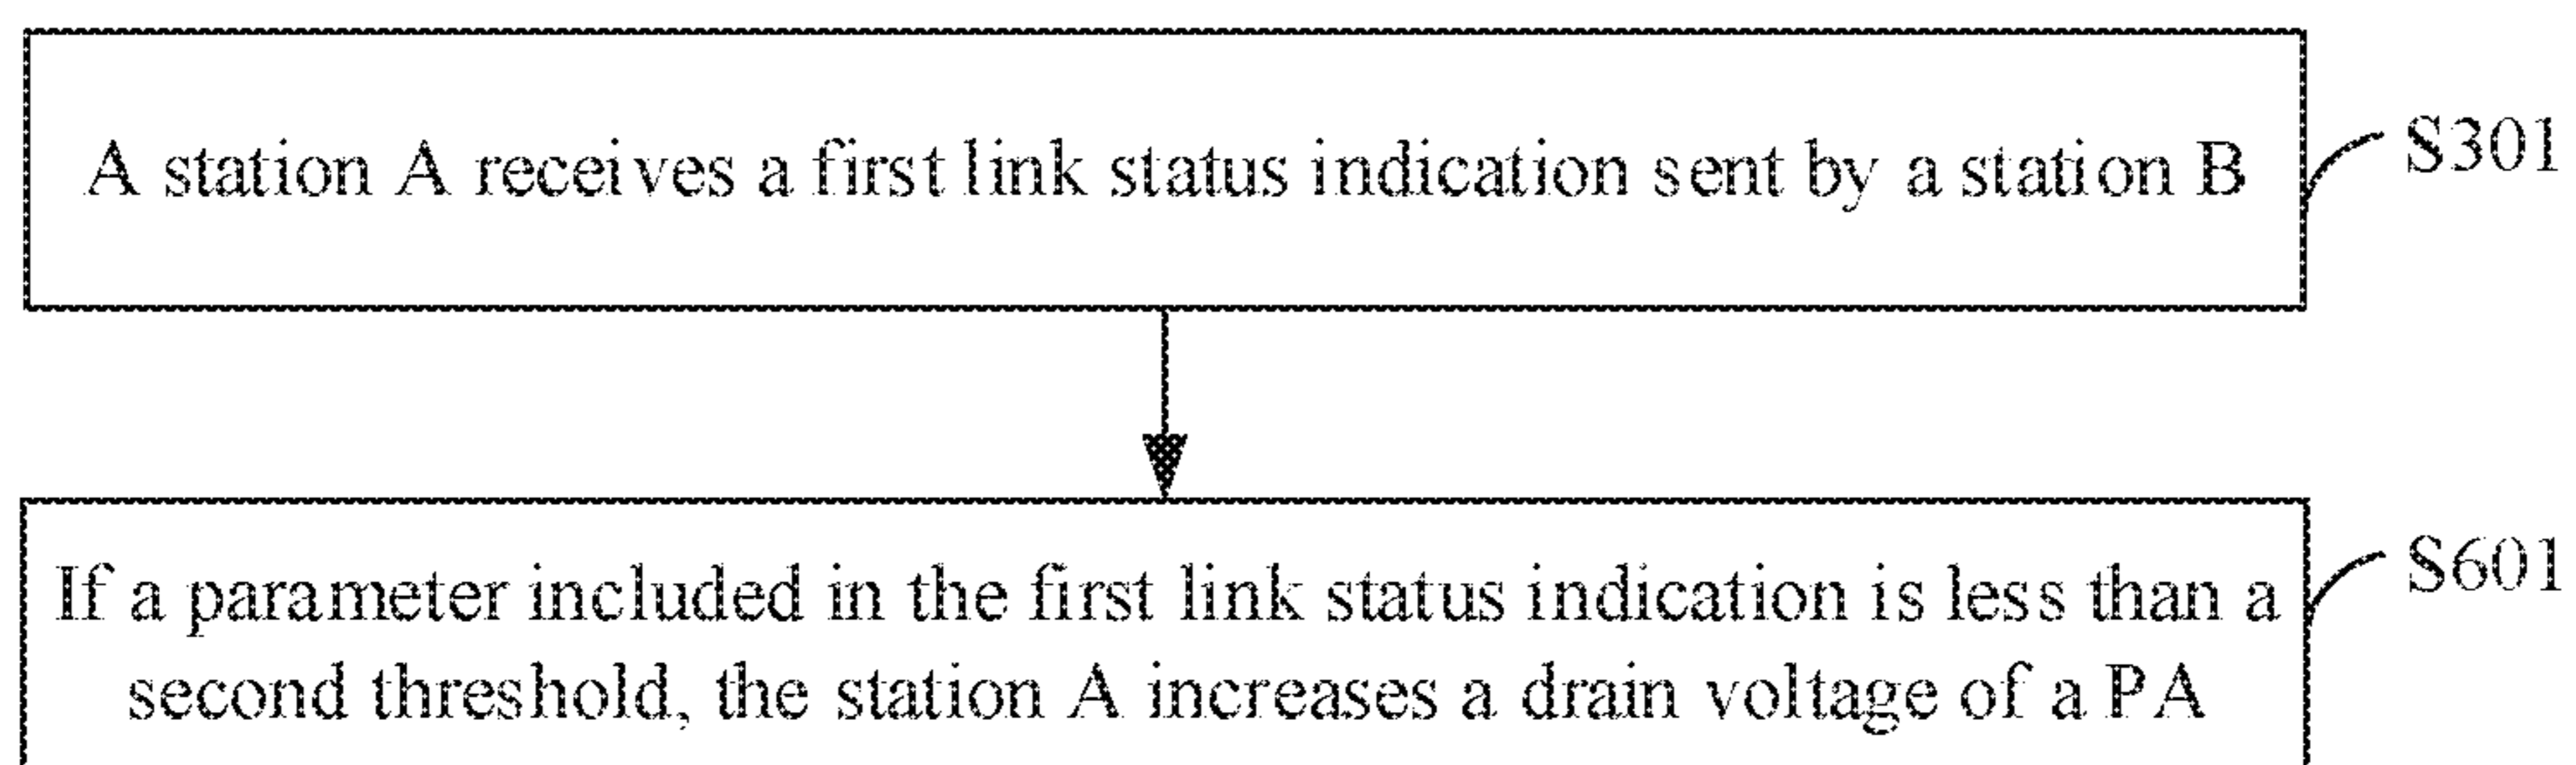 A station A receives a first link status indication sent by a station B
S301
If a parameter included in the first link status indication is less than a
second threshold, the station A increases a drain voltage of a PA
S601